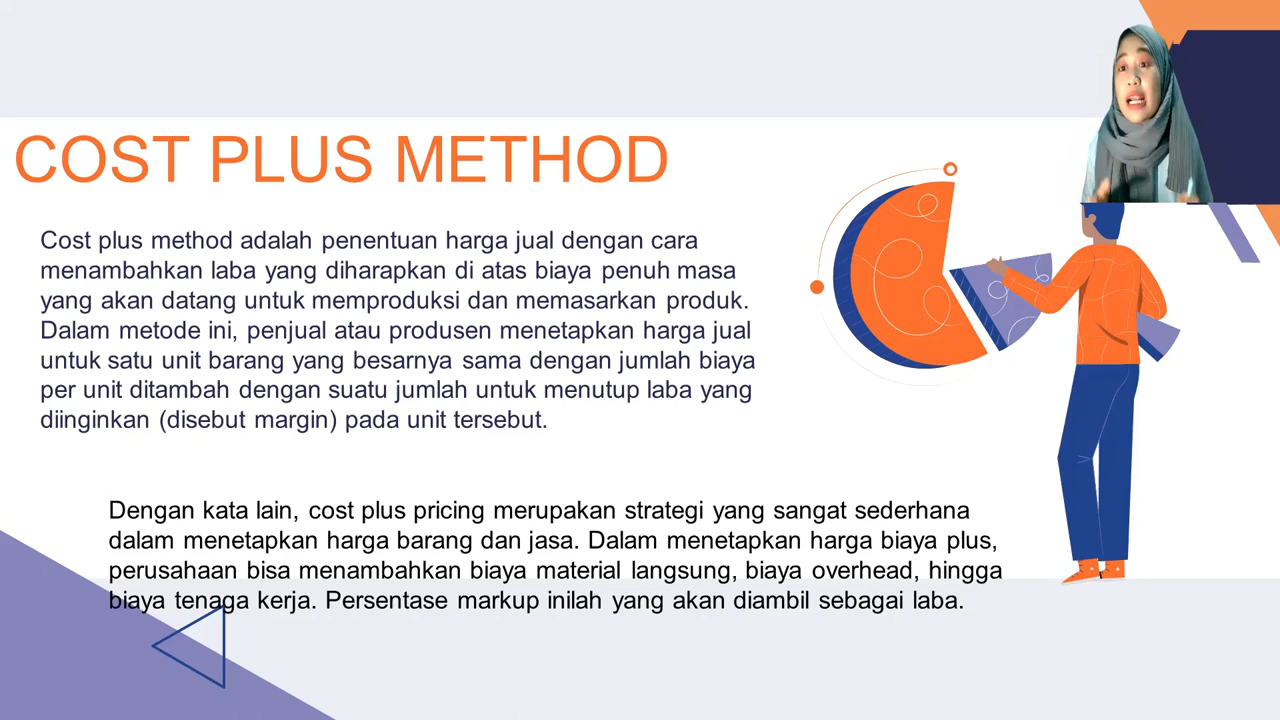 COST PLUS METHOD
Cost plus method adalah penentuan harga jual dengan cara
menambahkan laba yang diharapkan di atas biaya penuh masa
yang akan datang untuk memproduksi dan memasarkan produk.
Dalam metode ini, penjual atau produsen menetapkan harga jual
untuk satu unit barang yang besarnya sama dengan jumlah biaya
per unit ditambah dengan suatu jumlah untuk menutup laba yang
diinginkan (disebut margin) pada unit tersebut.
Dengan kata lain, cost plus pricing merupakan strategi yang sangat sederhana
dalam menetapkan harga barang dan jasa. Dalam menetapkan harga biaya plus,
perusahaan bisa menambahkan biaya material langsung, biaya overhead, hingga
biaya tenaga kerja. Persentase markup inilah yang akan diambil sebagai laba.